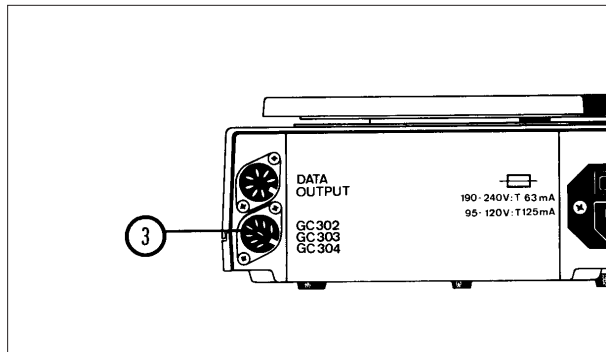 DATA
OUTPUT
GC302
GC303
GC304
190-240V:T 63mA
95-120V:T125mA
3